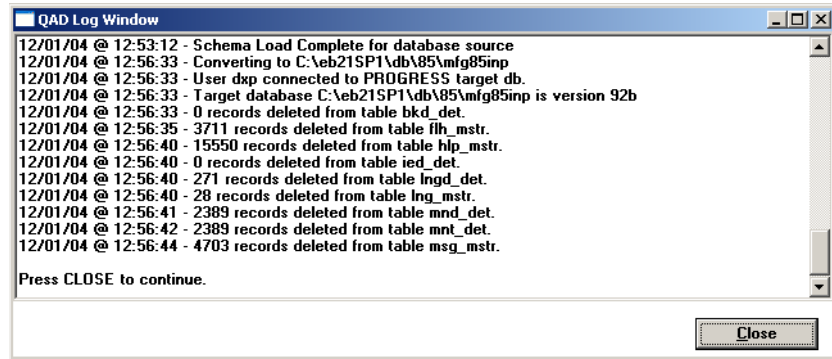 QAD Log Window
12/01/04 @ 12:53:12 - Schema Load Complete for database source
12/01/04 @ 12:56:33 - Converting to C:\eb21SP1\db\85\mfg85inp
12/01/04 @ 12:56:33 - User dxp connected to PROGRESS target db.
12/01/04 @ 12:56:33 - Target database C:\eb21SP1\db\85\mfg85inp is version 92b
12/01/04 @ 12:56:33 - 0 records deleted from table bkd_det.
12/01/04 @ 12:56:35 - 3711 records deleted from table flh_mstr.
12/01/04 @ 12:56:40 - 15550 records deleted from table hlp_mstr.
12/01/04 @ 12:56:40 - 0 records deleted from table ied_det.
12/01/04 @ 12:56:40 - 271 records deleted from table lngd_det.
12/01/04 @ 12:56:40 - 28 records deleted from table lng_mstr.
12/01/04 @ 12:56:41 - 2389 records deleted from table mnd_det.
12/01/04 @ 12:56:42 - 2389 records deleted from table mnt_det.
12/01/04 @ 12:56:44 - 4703 records deleted from table msg_mstr.
Press CLOSE to continue.
Close